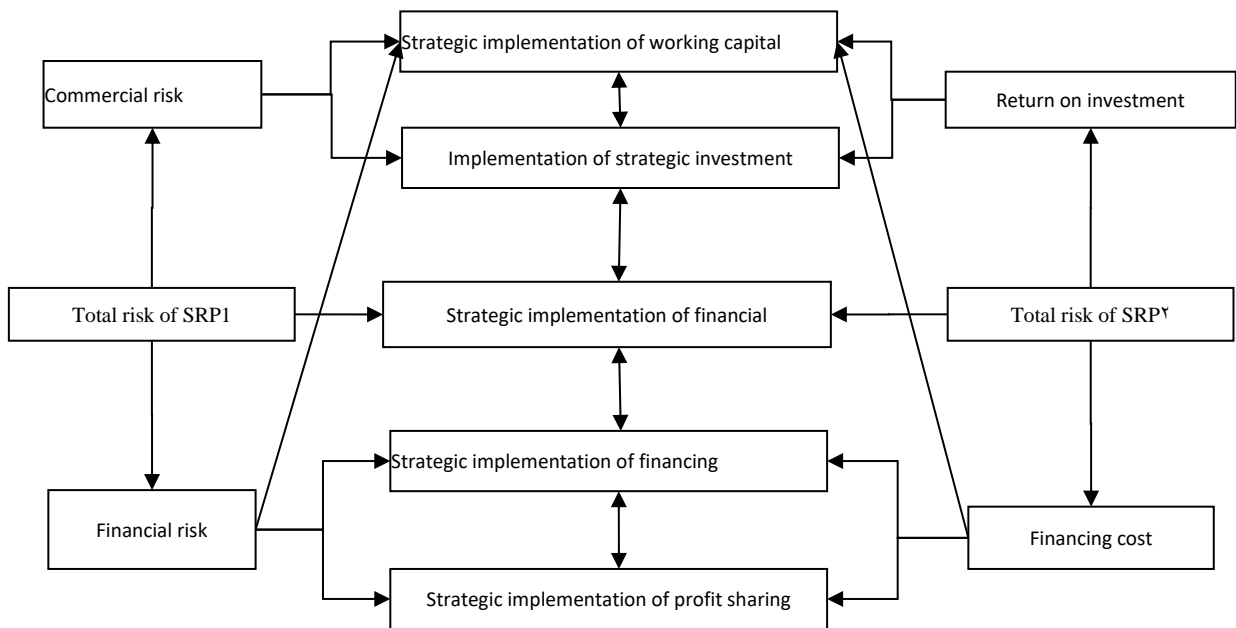 Strategic implementation of working capital
Commercial risk
Return on investment
Implementation of strategic investment
Total risk of SRP1
Strategic implementation of financial
Total risk of SRP۲
Strategic implementation of financing
Financial risk
Financing cost
Strategic implementation of profit sharing